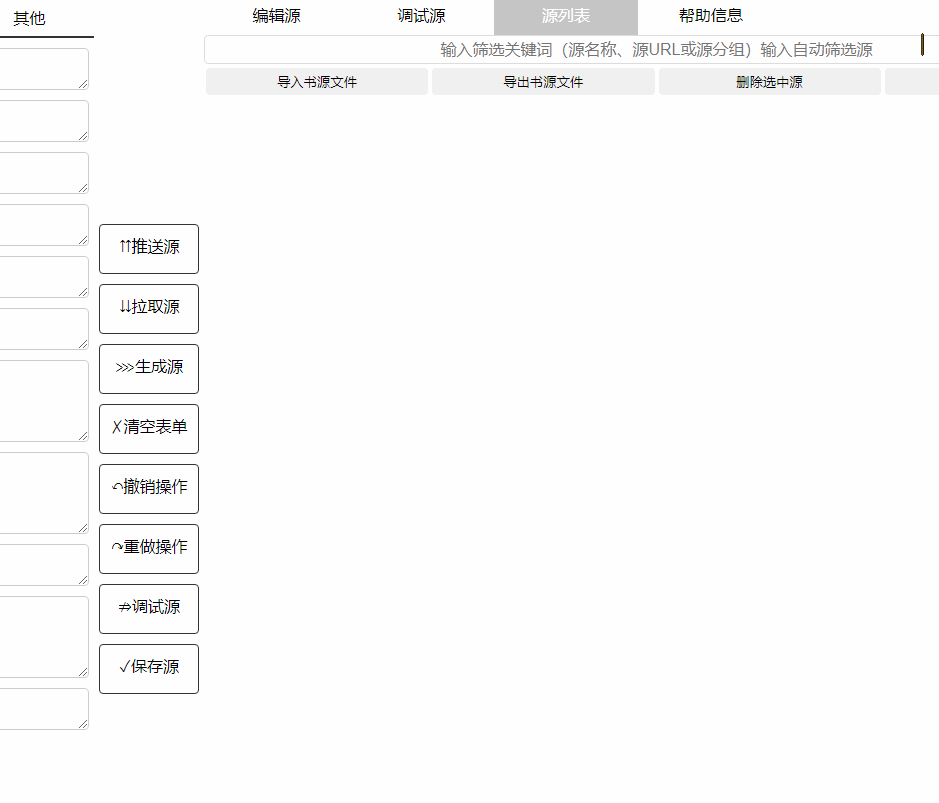 其他
编辑源
调试源
源列表
帮助信息
输入筛选关键词（源名称、源URL或源分组）输入自动筛选源
导入书源文件
导出书源文件
删除选中源
⇈推送源
⇊拉取源
⋙生成源
✗清空表单
↶撤销操作
↷重做操作
⇏调试源
✓保存源